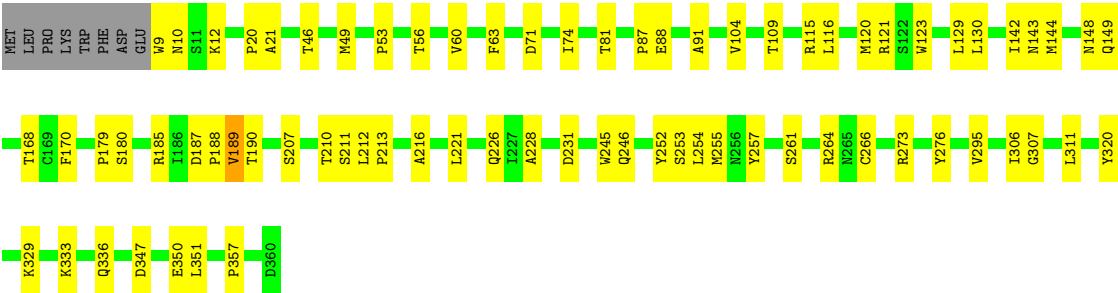 MET LEU PRO LYS TRP PHE ASP GLU W9 N10 S11 K12 P20 A21 T46 M49 P53 T56 V60 F63 D71 I74 T81 P87 E88 A91 V104 T109 R115 L116 M120 R121 S122 W123 L129 L130 I142 N143 M144 N148 Q149
T168 C169 F170 P179 S180 R185 I186 D187 P188 V189 T190 S207 T210 S211 L212 P213 A216 L221 Q226 I227 A228 D231 W245 Q246 Y252 S253 L254 M255 N256 Y257 S261 R264 N265 C266 R273 Y276 V295 I306 G307 L311 Y320
K329 K333 Q336 D347 E350 L351 P357 D360